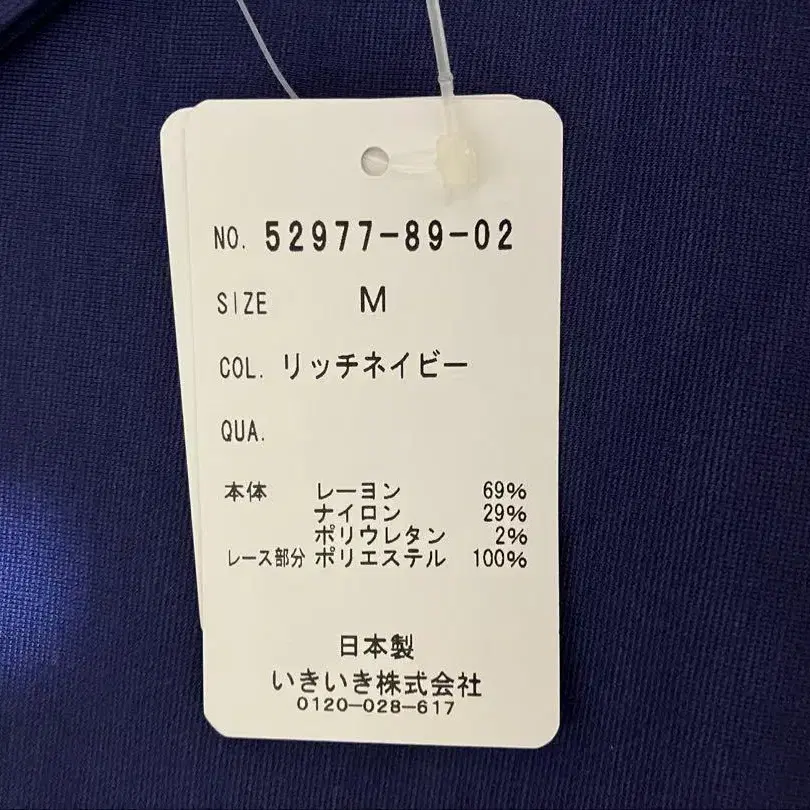 NO. 52977-89-02
SIZE M
COL. リッチネイビー
QUA.
本体 レーヨン 69%
ナイロン 29%
ポリウレタン 2%
レース部分 ポリエステル 100%
日本製
いきいき株式会社
0120-028-617